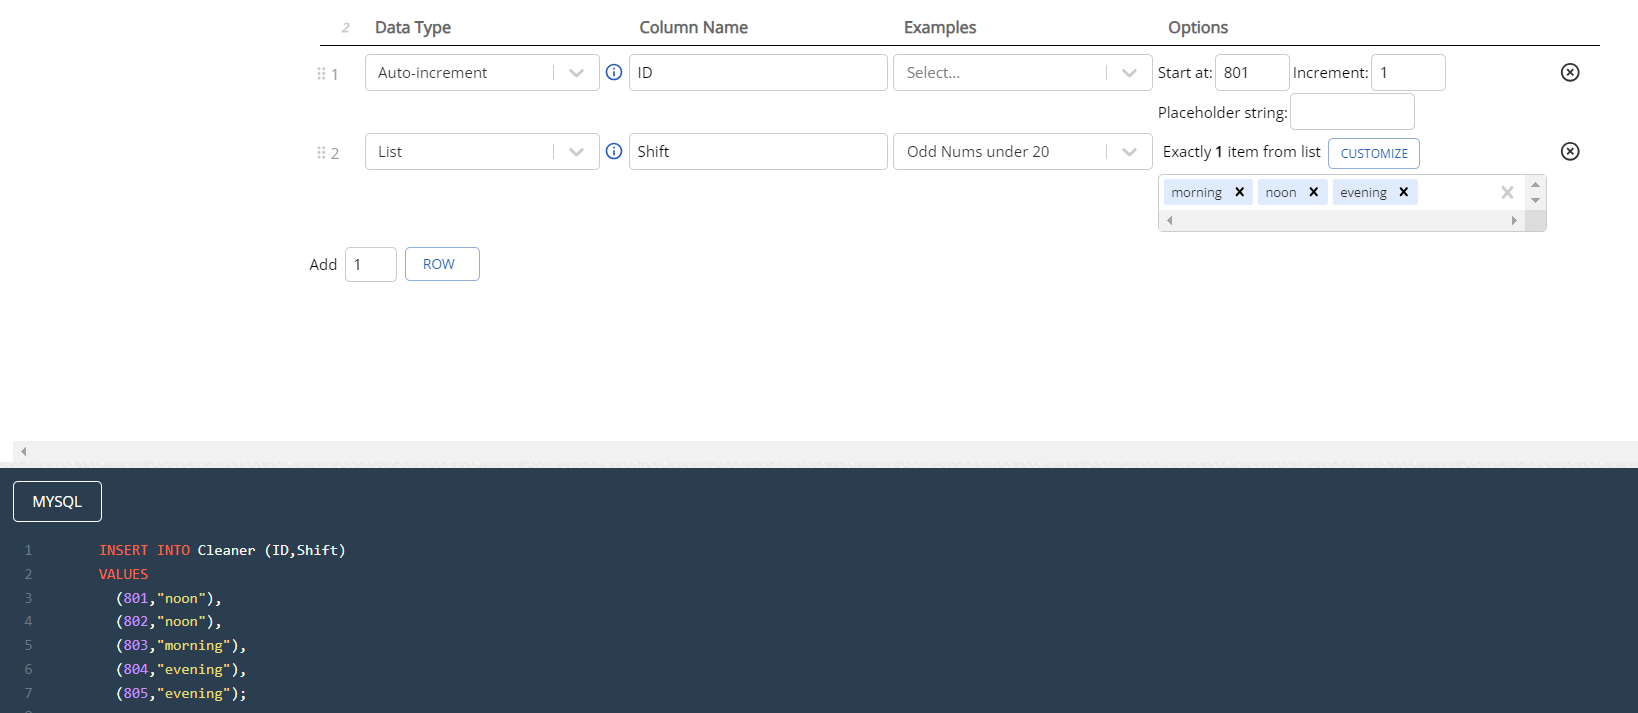 2 Data Type Column Name Examples Options
1 Auto-increment ID Select... Start at: 801 Increment: 1
Placeholder string:
2 List Shift Odd Nums under 20 Exactly 1 item from list CUSTOMIZE
morning noon evening
Add 1 ROW
MYSQL
1 INSERT INTO Cleaner (ID,Shift)
2 VALUES
3 (801,"noon"),
4 (802,"noon"),
5 (803,"morning"),
6 (804,"evening"),
7 (805,"evening");